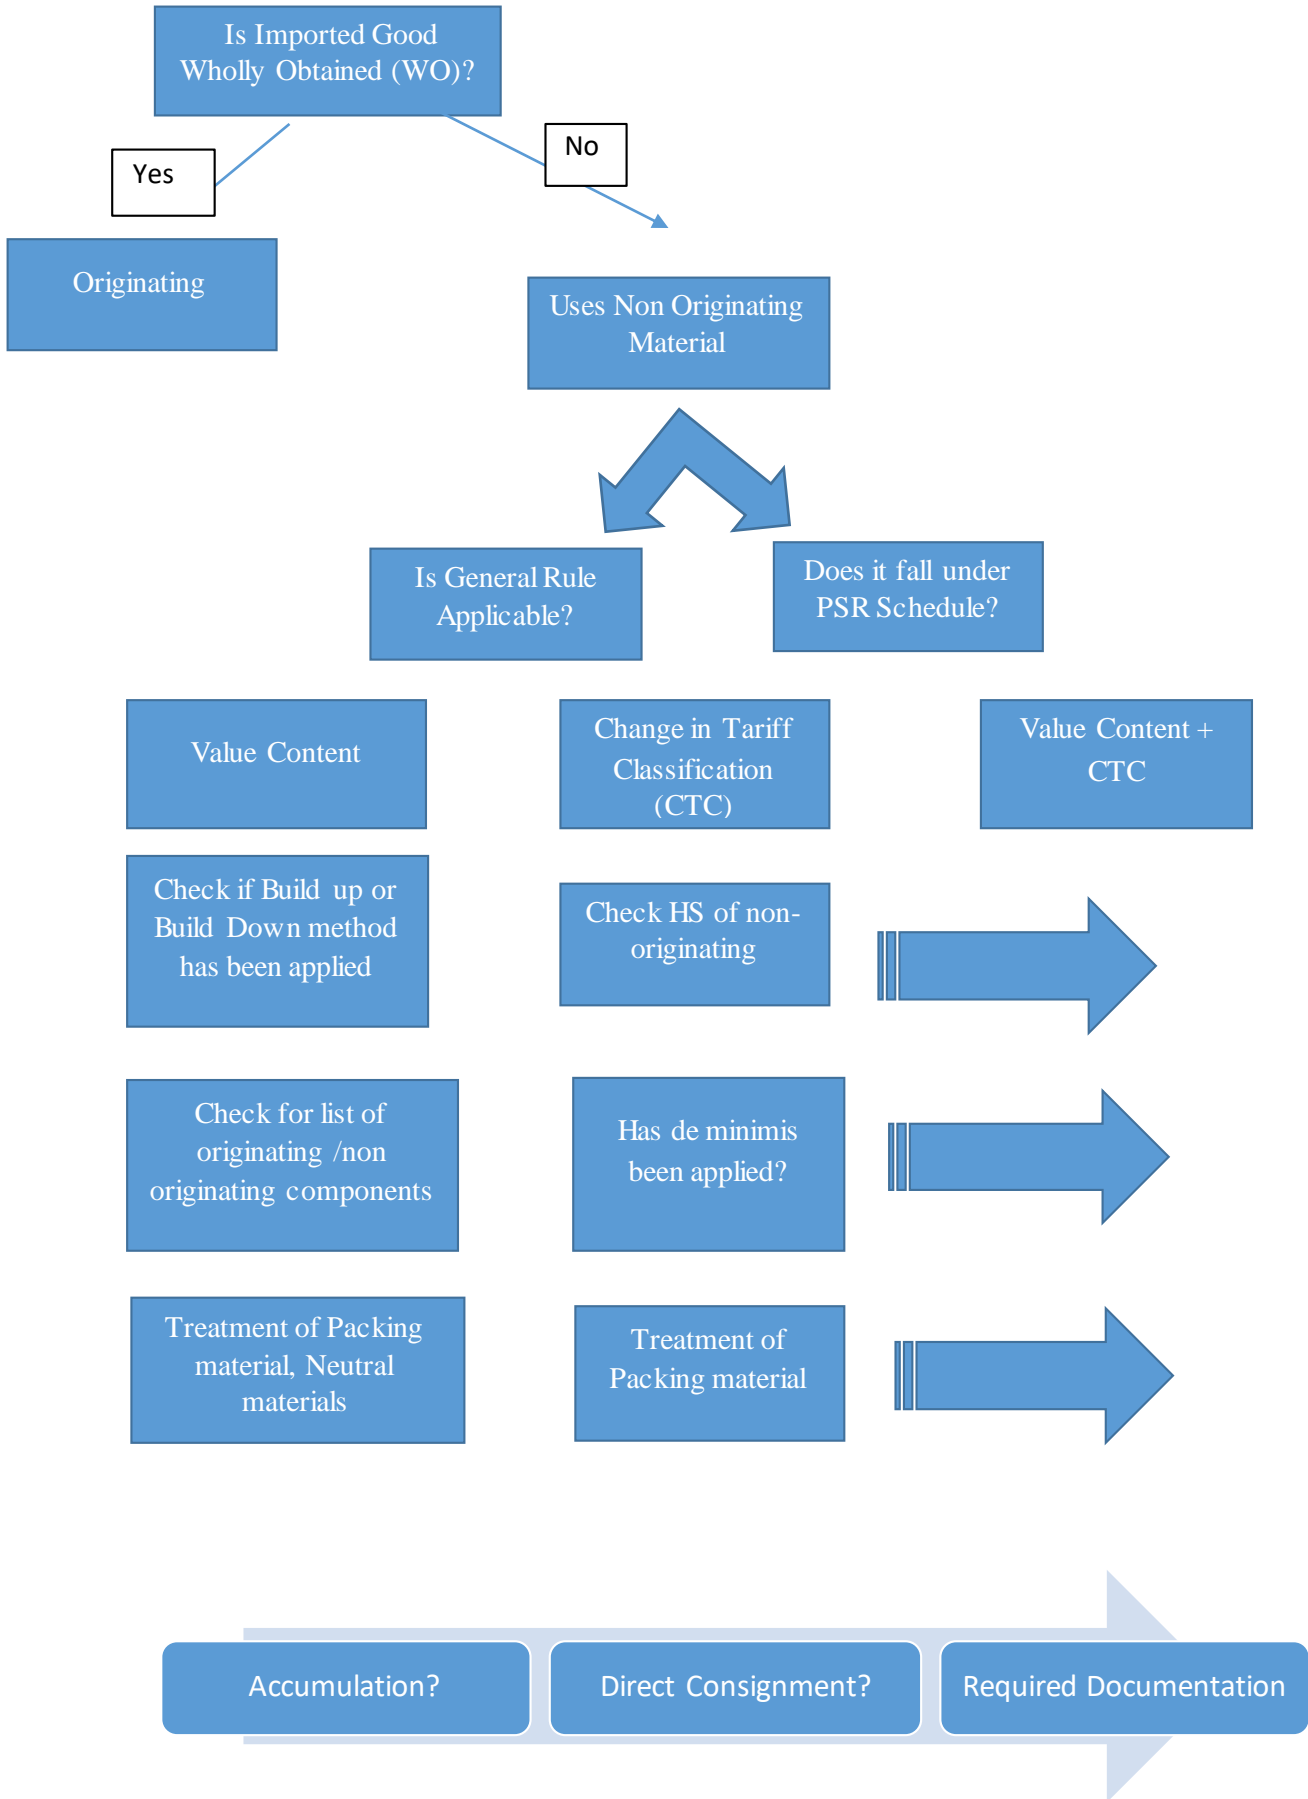 Is Imported Good
Wholly Obtained (WO)?
Yes
No
Originating
Uses Non Originating
Material
Is General Rule
Applicable?
Does it fall under
PSR Schedule?
Value Content
Change in Tariff
Classification
(CTC)
Value Content +
CTC
Check if Build up or
Build Down method
has been applied
Check HS of non-
originating
Check for list of
originating /non
originating components
Has de minimis
been applied?
Treatment of Packing
material, Neutral
materials
Treatment of
Packing material
Accumulation?
Direct Consignment?
Required Documentation